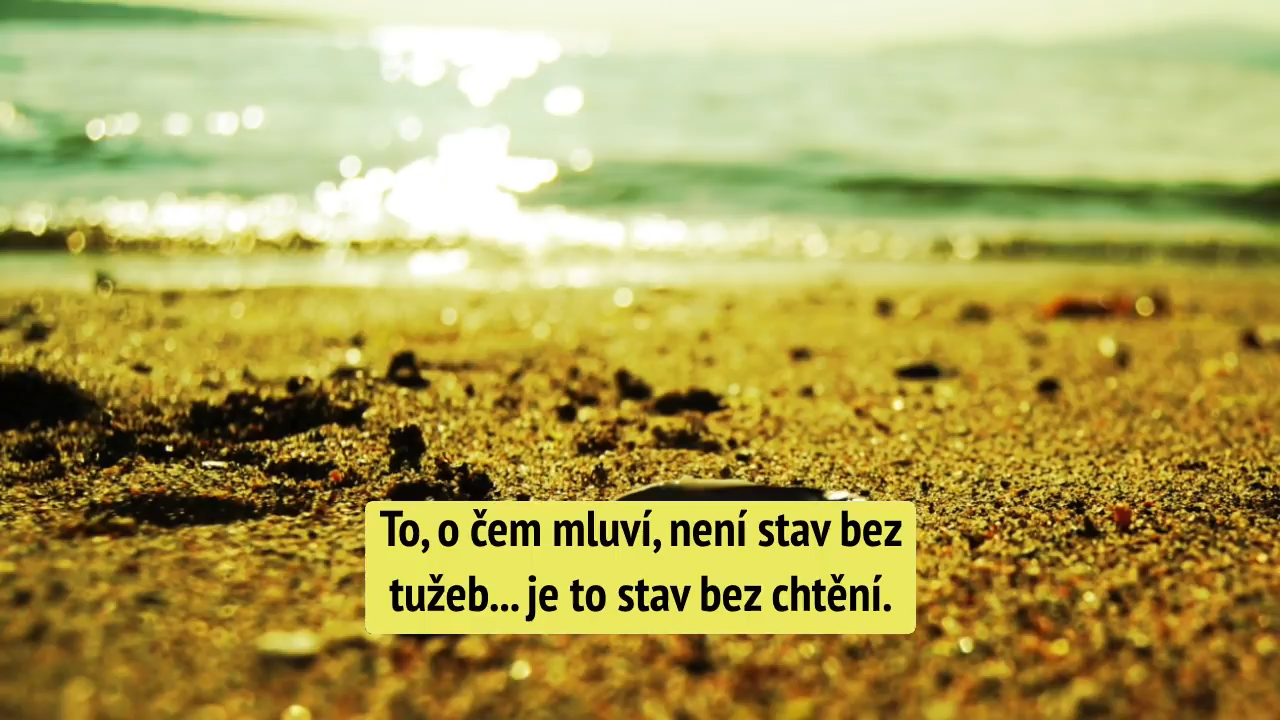 To, o čem mluví, není stav bez
tužeb... je to stav bez chtění.